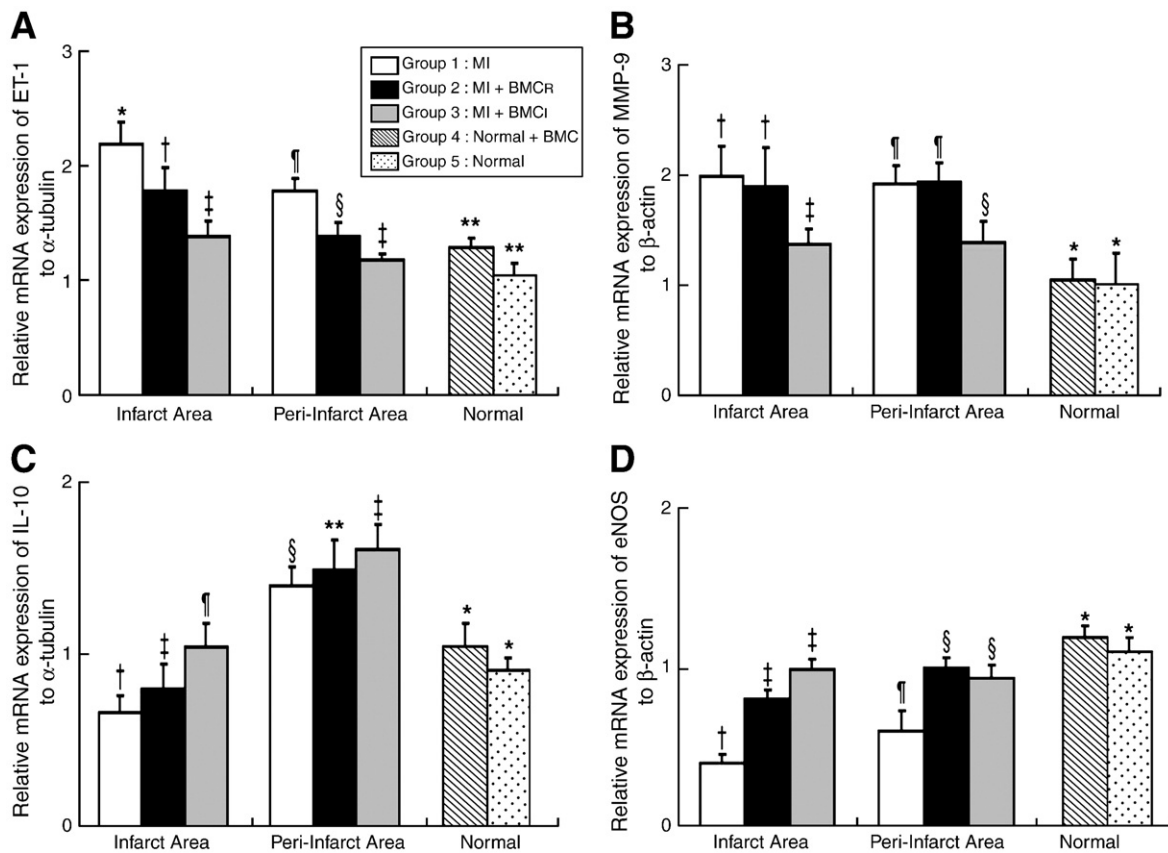 A
Relative mRNA expression of ET-1
to α-tubulin
3
2
1
0
*
†
‡
¶
§
‡
**
**
Group 1 : MI
Group 2 : MI + BMCR
Group 3 : MI + BMCI
Group 4 : Normal + BMC
Group 5 : Normal
Infarct Area
Peri-Infarct Area
Normal
B
Relative mRNA expression of MMP-9
to β-actin
3
2
1
0
†
†
‡
¶
¶
§
*
*
Infarct Area
Peri-Infarct Area
Normal
C
Relative mRNA expression of IL-10
to α-tubulin
2
1
0
†
‡
¶
§
**
‡
*
*
Infarct Area
Peri-Infarct Area
Normal
D
Relative mRNA expression of eNOS
to β-actin
2
1
0
†
‡
‡
¶
§
§
*
*
Infarct Area
Peri-Infarct Area
Normal